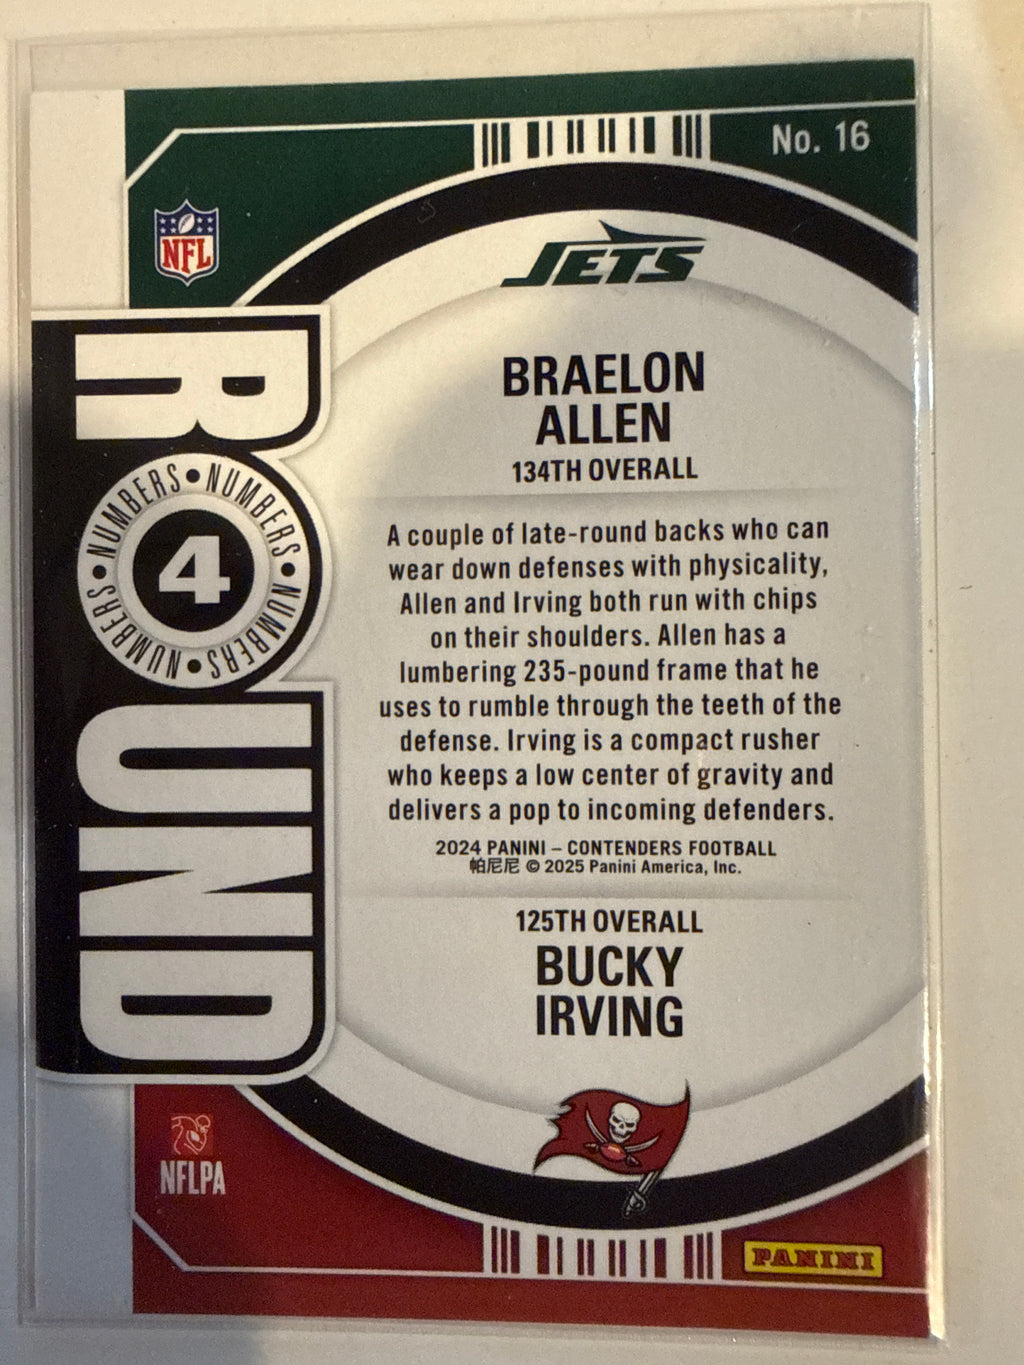 No. 16
NFL
JETS
BRAELON
ALLEN
134TH OVERALL
ROUND
NUMBERS • NUMBERS • NUMBERS • NUMBERS •
4
A couple of late-round backs who can
wear down defenses with physicality,
Allen and Irving both run with chips
on their shoulders. Allen has a
lumbering 235-pound frame that he
uses to rumble through the teeth of the
defense. Irving is a compact rusher
who keeps a low center of gravity and
delivers a pop to incoming defenders.
2024 PANINI – CONTENDERS FOOTBALL
帕尼尼 © 2025 Panini America, Inc.
125TH OVERALL
BUCKY
IRVING
NFLPA
PANINI